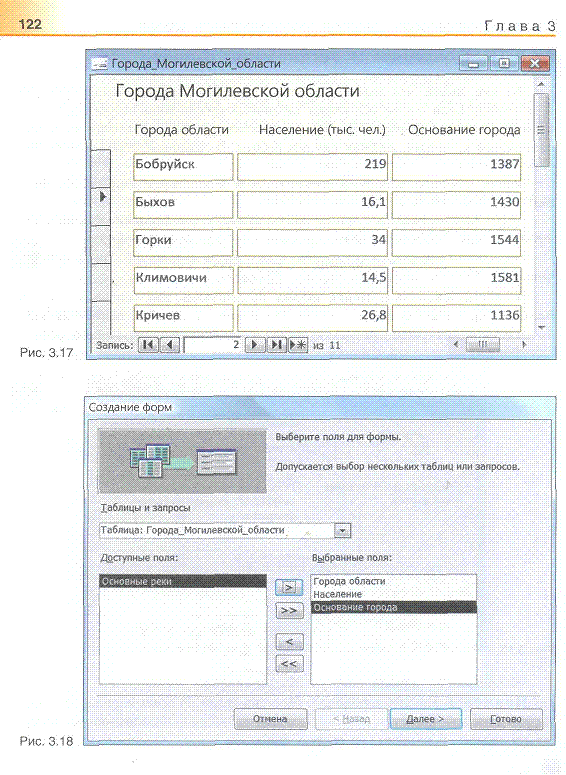 122
Глава 3
Города_Могилевской_области
Города Могилевской области
Города области Население (тыс. чел.) Основание города
Бобруйск 219 1387
Быхов 16,1 1430
Горки 34 1544
Климовичи 14,5 1581
Кричев 26,8 1136
Запись: 2 из 11
Рис. 3.17
Создание форм
Выберите поля для формы.
Допускается выбор нескольких таблиц или запросов.
Таблицы и запросы
Таблица: Города_Могилевской_области
Доступные поля: Выбранные поля:
Основные реки
Города области
Население
Основание города
>
>>
<
<<
Отмена < Назад Далее > Готово
Рис. 3.18